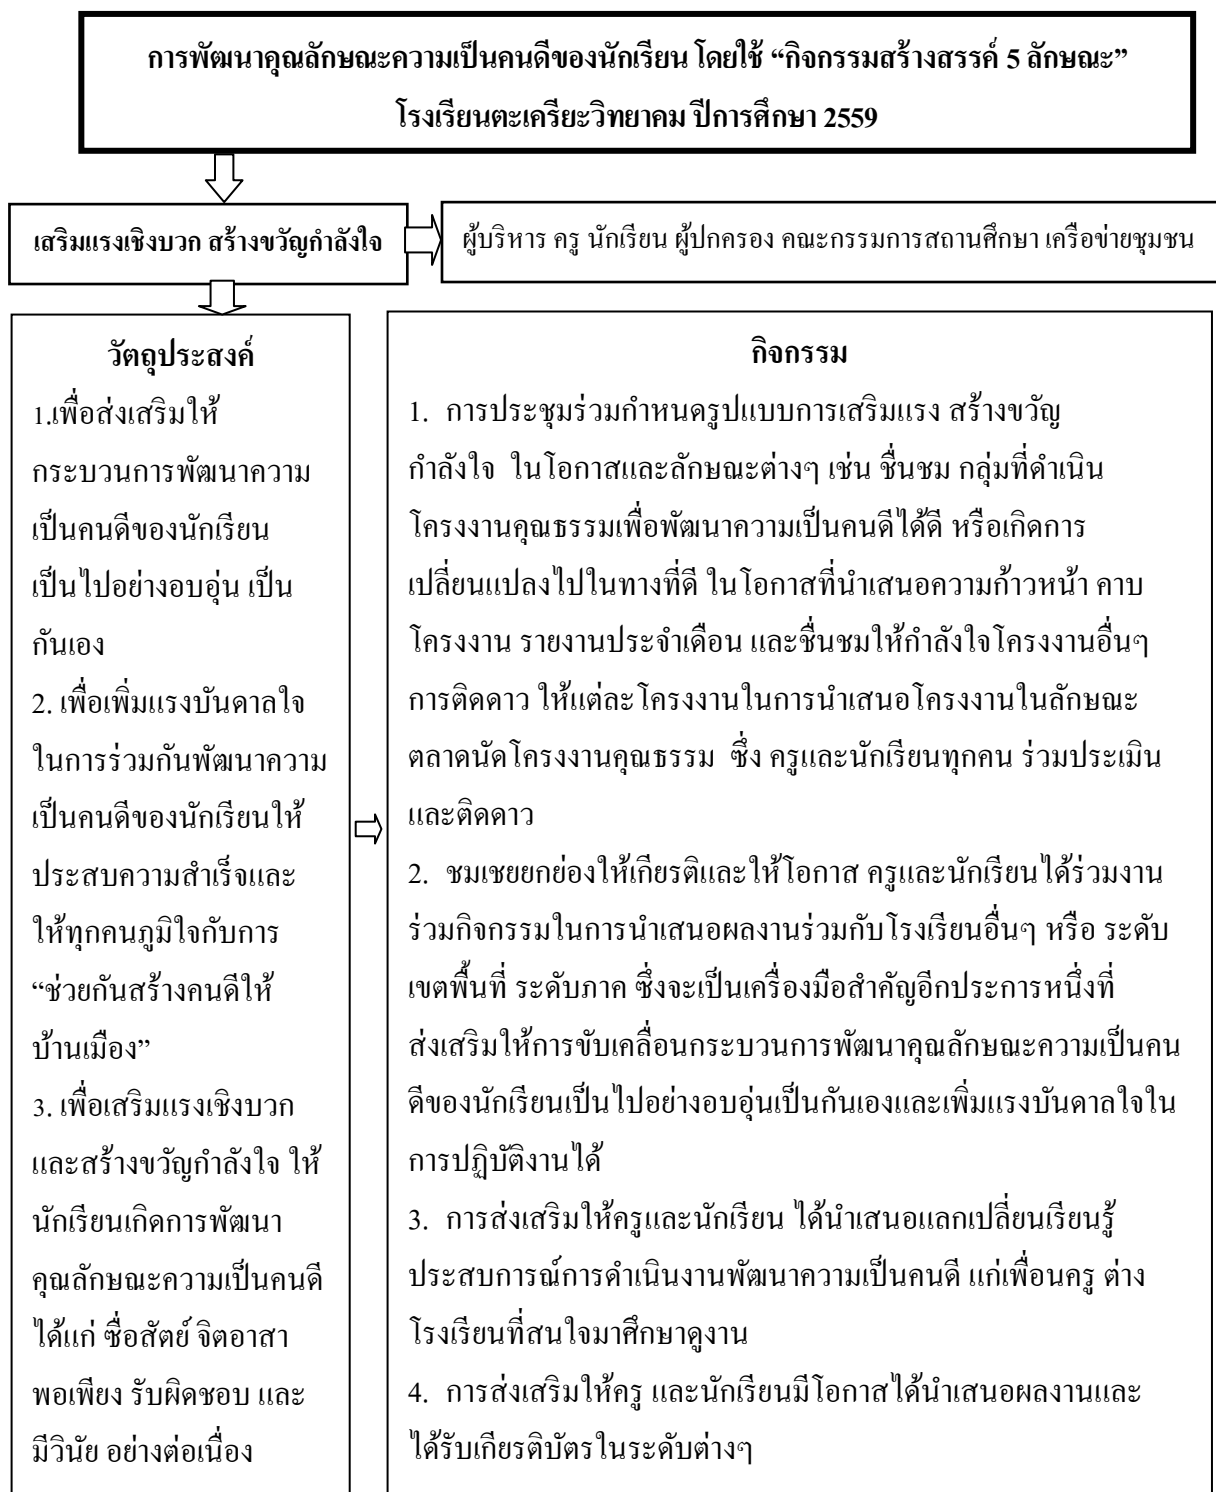 การพัฒนาคุณลักษณะความเป็นคนดีของนักเรียน โดยใช้ “กิจกรรมสร้างสรรค์ 5 ลักษณะ”
โรงเรียนตะเครียะวิทยาคม ปีการศึกษา 2559
เสริมแรงเชิงบวก สร้างขวัญกำลังใจ
ผู้บริหาร ครู นักเรียน ผู้ปกครอง คณะกรรมการสถานศึกษา เครือข่ายชุมชน
วัตถุประสงค์
1.เพื่อส่งเสริมให้
กระบวนการพัฒนาความ
เป็นคนดีของนักเรียน
เป็นไปอย่างอบอุ่น เป็น
กันเอง
2. เพื่อเพิ่มแรงบันดาลใจ
ในการร่วมกันพัฒนาความ
เป็นคนดีของนักเรียนให้
ประสบความสำเร็จและ
ให้ทุกคนภูมิใจกับการ
“ช่วยกันสร้างคนดีให้
บ้านเมือง”
3. เพื่อเสริมแรงเชิงบวก
และสร้างขวัญกำลังใจ ให้
นักเรียนเกิดการพัฒนา
คุณลักษณะความเป็นคนดี
ได้แก่ ซื่อสัตย์ จิตอาสา
พอเพียง รับผิดชอบ และ
มีวินัย อย่างต่อเนื่อง
กิจกรรม
1. การประชุมร่วมกำหนดรูปแบบการเสริมแรง สร้างขวัญ
กำลังใจ ในโอกาสและลักษณะต่างๆ เช่น ชื่นชม กลุ่มที่ดำเนิน
โครงงานคุณธรรมเพื่อพัฒนาความเป็นคนดีได้ดี หรือเกิดการ
เปลี่ยนแปลงไปในทางที่ดี ในโอกาสที่นำเสนอความก้าวหน้า คาบ
โครงงาน รายงานประจำเดือน และชื่นชมให้กำลังใจโครงงานอื่นๆ
การติดดาว ให้แต่ละโครงงานในการนำเสนอโครงงานในลักษณะ
ตลาดนัดโครงงานคุณธรรม ซึ่ง ครูและนักเรียนทุกคน ร่วมประเมิน
และติดดาว
2. ชมเชยยกย่องให้เกียรติและให้โอกาส ครูและนักเรียนได้ร่วมงาน
ร่วมกิจกรรมในการนำเสนอผลงานร่วมกับโรงเรียนอื่นๆ หรือ ระดับ
เขตพื้นที่ ระดับภาค ซึ่งจะเป็นเครื่องมือสำคัญอีกประการหนึ่งที่
ส่งเสริมให้การขับเคลื่อนกระบวนการพัฒนาคุณลักษณะความเป็นคน
ดีของนักเรียนเป็นไปอย่างอบอุ่นเป็นกันเองและเพิ่มแรงบันดาลใจใน
การปฏิบัติงานได้
3. การส่งเสริมให้ครูและนักเรียน ได้นำเสนอแลกเปลี่ยนเรียนรู้
ประสบการณ์การดำเนินงานพัฒนาความเป็นคนดี แก่เพื่อนครู ต่าง
โรงเรียนที่สนใจมาศึกษาดูงาน
4. การส่งเสริมให้ครู และนักเรียนมีโอกาสได้นำเสนอผลงานและ
ได้รับเกียรติบัตรในระดับต่างๆ